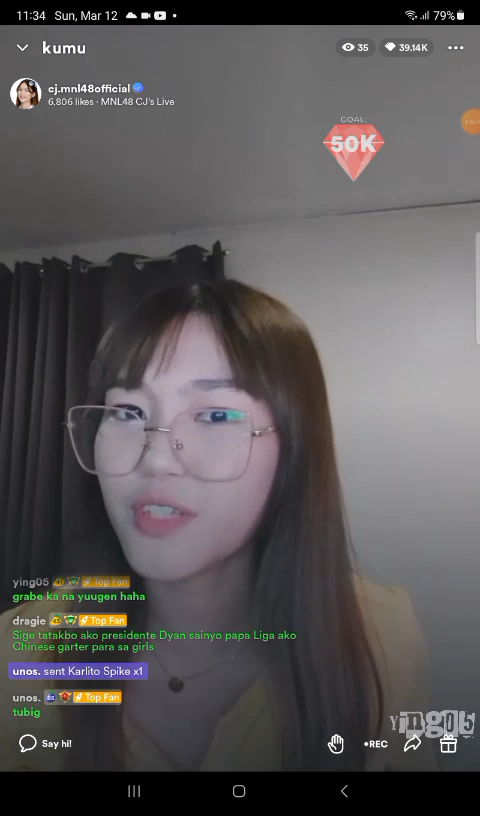 11:34 Sun, Mar 12 79%
kumu
35
39.14K
cj.mnl48official
6,806 likes · MNL48 CJ's Live
GOAL:
50K
ying05 Top Fan
grabe ka na yuugen haha
dragie Top Fan
Sige tatakbo ako presidente Dyan sainyo papa Liga ako
Chinese garter para sa girls
unos. sent Karlito Spike x1
unos. Top Fan
tubig
Ying05
Say hi!
REC